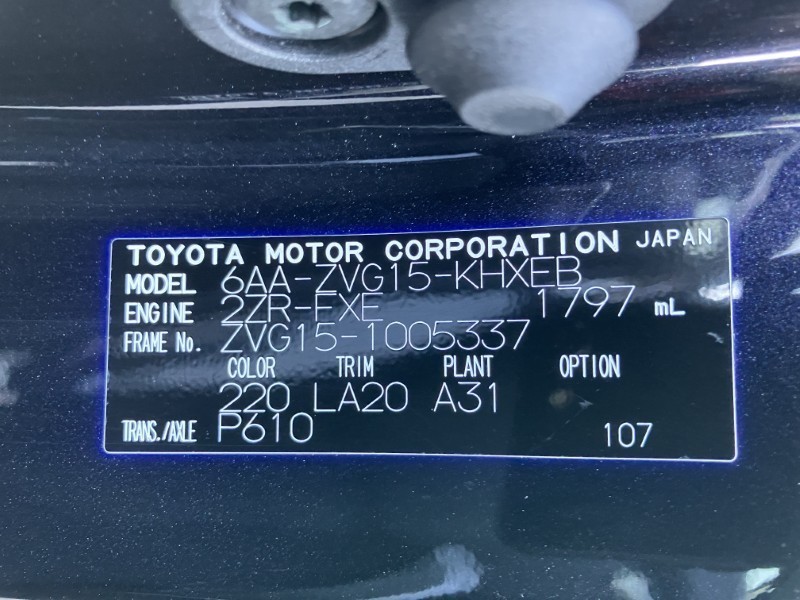 TOYOTA MOTOR CORPORATION JAPAN
MODEL 6AA-ZVG15-KHXEB
ENGINE 2ZR-FXE 1797 mL
FRAME No. ZVG15-1005337
COLOR TRIM PLANT OPTION
220 LA20 A31
TRANS./AXLE P610 107